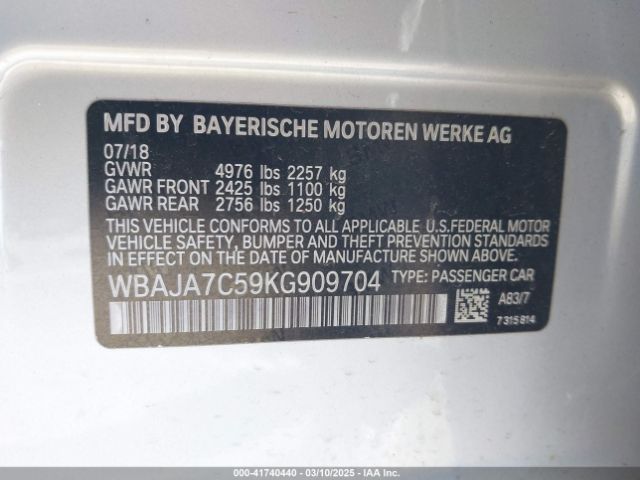 MFD BY BAYERISCHE MOTOREN WERKE AG
07/18
GVWR 4976 lbs 2257 kg
GAWR FRONT 2425 lbs 1100 kg
GAWR REAR 2756 lbs 1250 kg
THIS VEHICLE CONFORMS TO ALL APPLICABLE U.S.FEDERAL MOTOR
VEHICLE SAFETY, BUMPER AND THEFT PREVENTION STANDARDS
IN EFFECT ON DATE OF MANUFACTURE SHOWN ABOVE.
WBAJA7C59KG909704 TYPE: PASSENGER CAR
A83/7
7315814
000-41740440 - 03/10/2025 - IAA Inc.